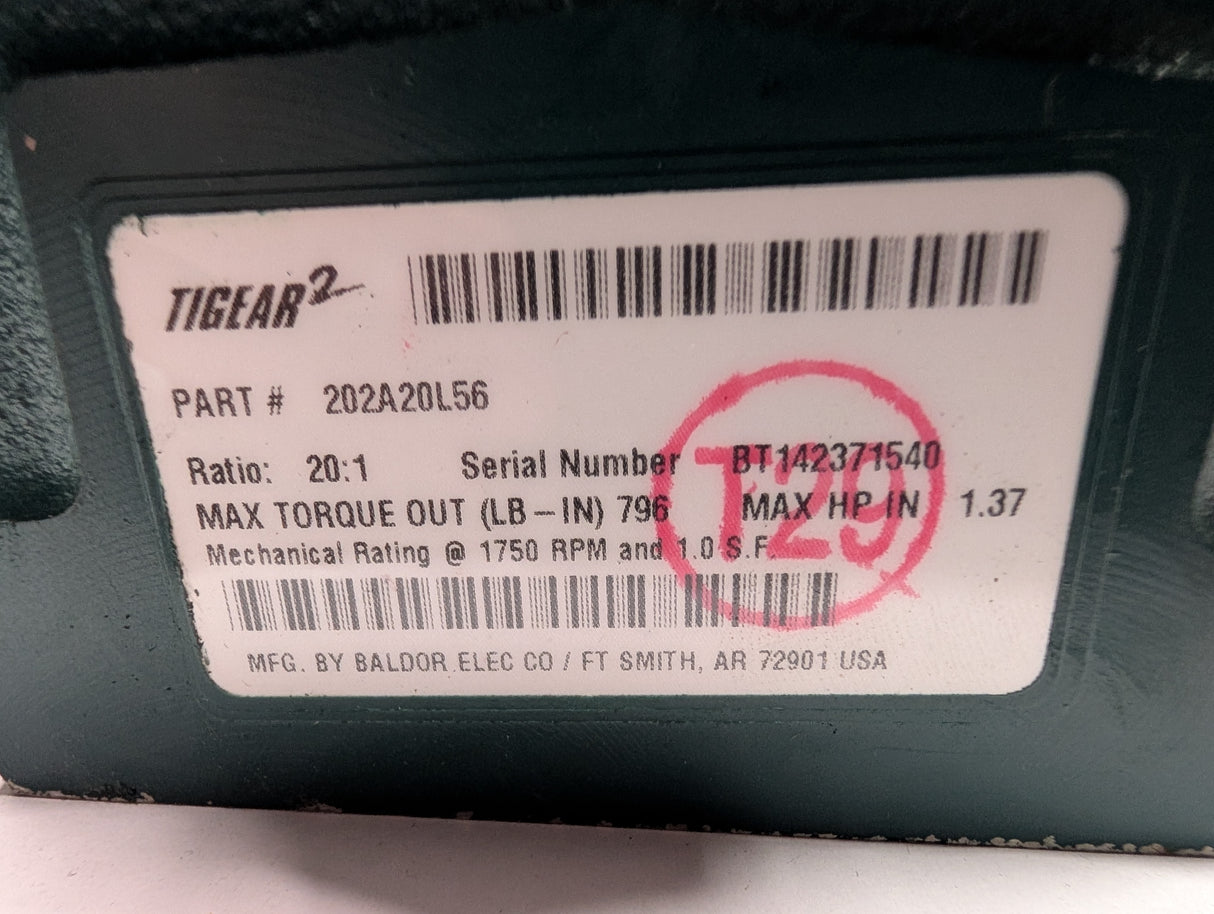 TIGEAR2
PART # 202A20L56
Ratio: 20:1 Serial Number BT142371540
MAX TORQUE OUT (LB-IN) 796 MAX HP IN 1.37
Mechanical Rating @ 1750 RPM and 1.0 S.F.
MFG. BY BALDOR ELEC CO / FT SMITH, AR 72901 USA
T29